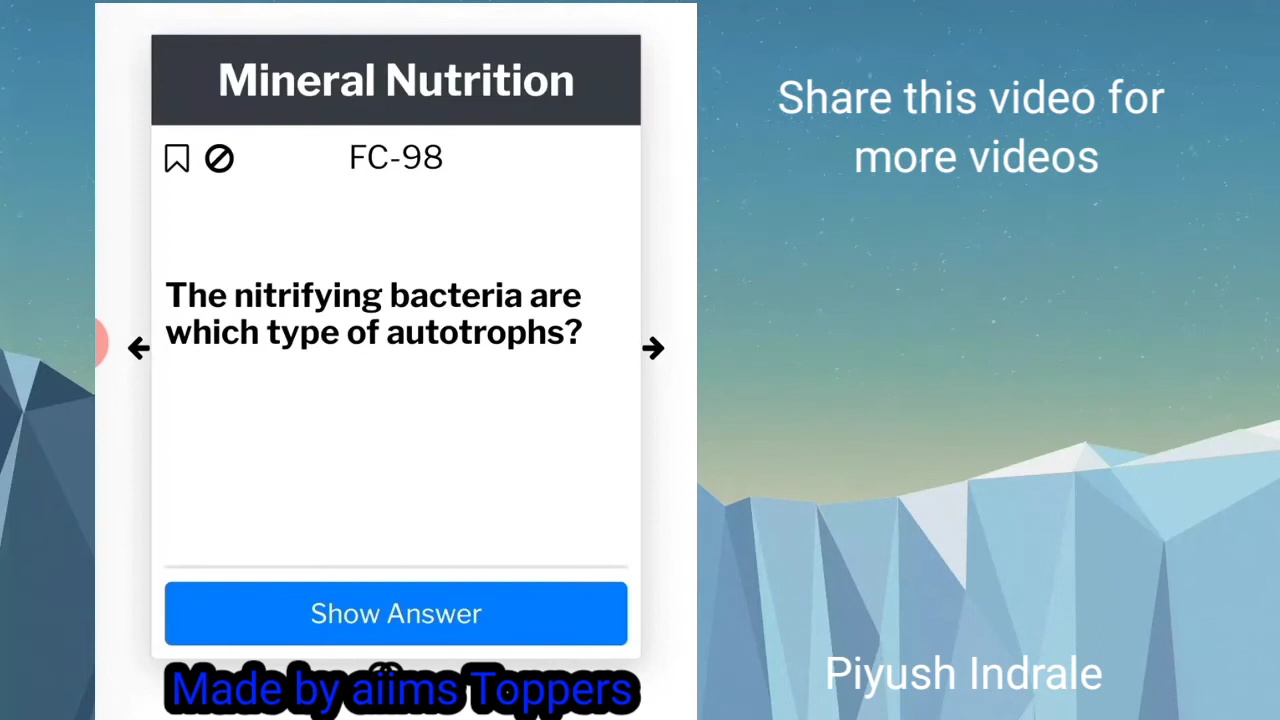 Mineral Nutrition
FC-98
The nitrifying bacteria are
which type of autotrophs?
Show Answer
Made by aiims Toppers
Share this video for
more videos
Piyush Indrale